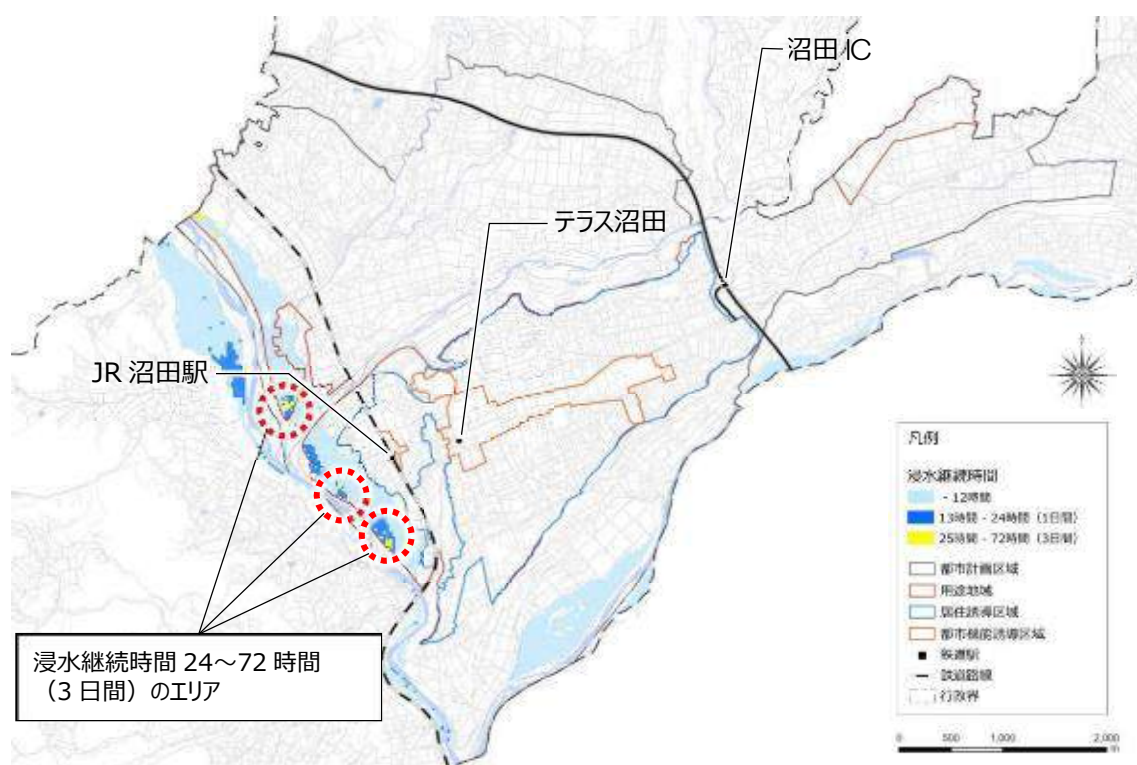 沼田 IC
テラス沼田
JR 沼田駅
浸水継続時間 24～72 時間
（3 日間）のエリア
凡例
浸水継続時間
- 12時間
13時間 - 24時間（1日間）
25時間 - 72時間（3日間）
都市計画区域
用途地域
居住誘導区域
都市機能誘導区域
鉄道駅
鉄道路線
行政界
0 500 1,000 2,000
m